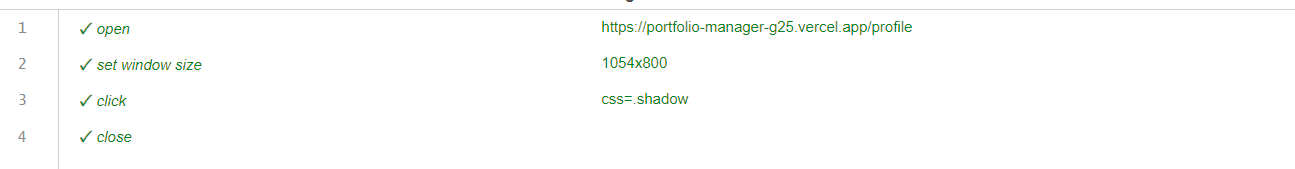 1 ✓ open https://portfolio-manager-g25.vercel.app/profile
2 ✓ set window size 1054x800
3 ✓ click css=.shadow
4 ✓ close